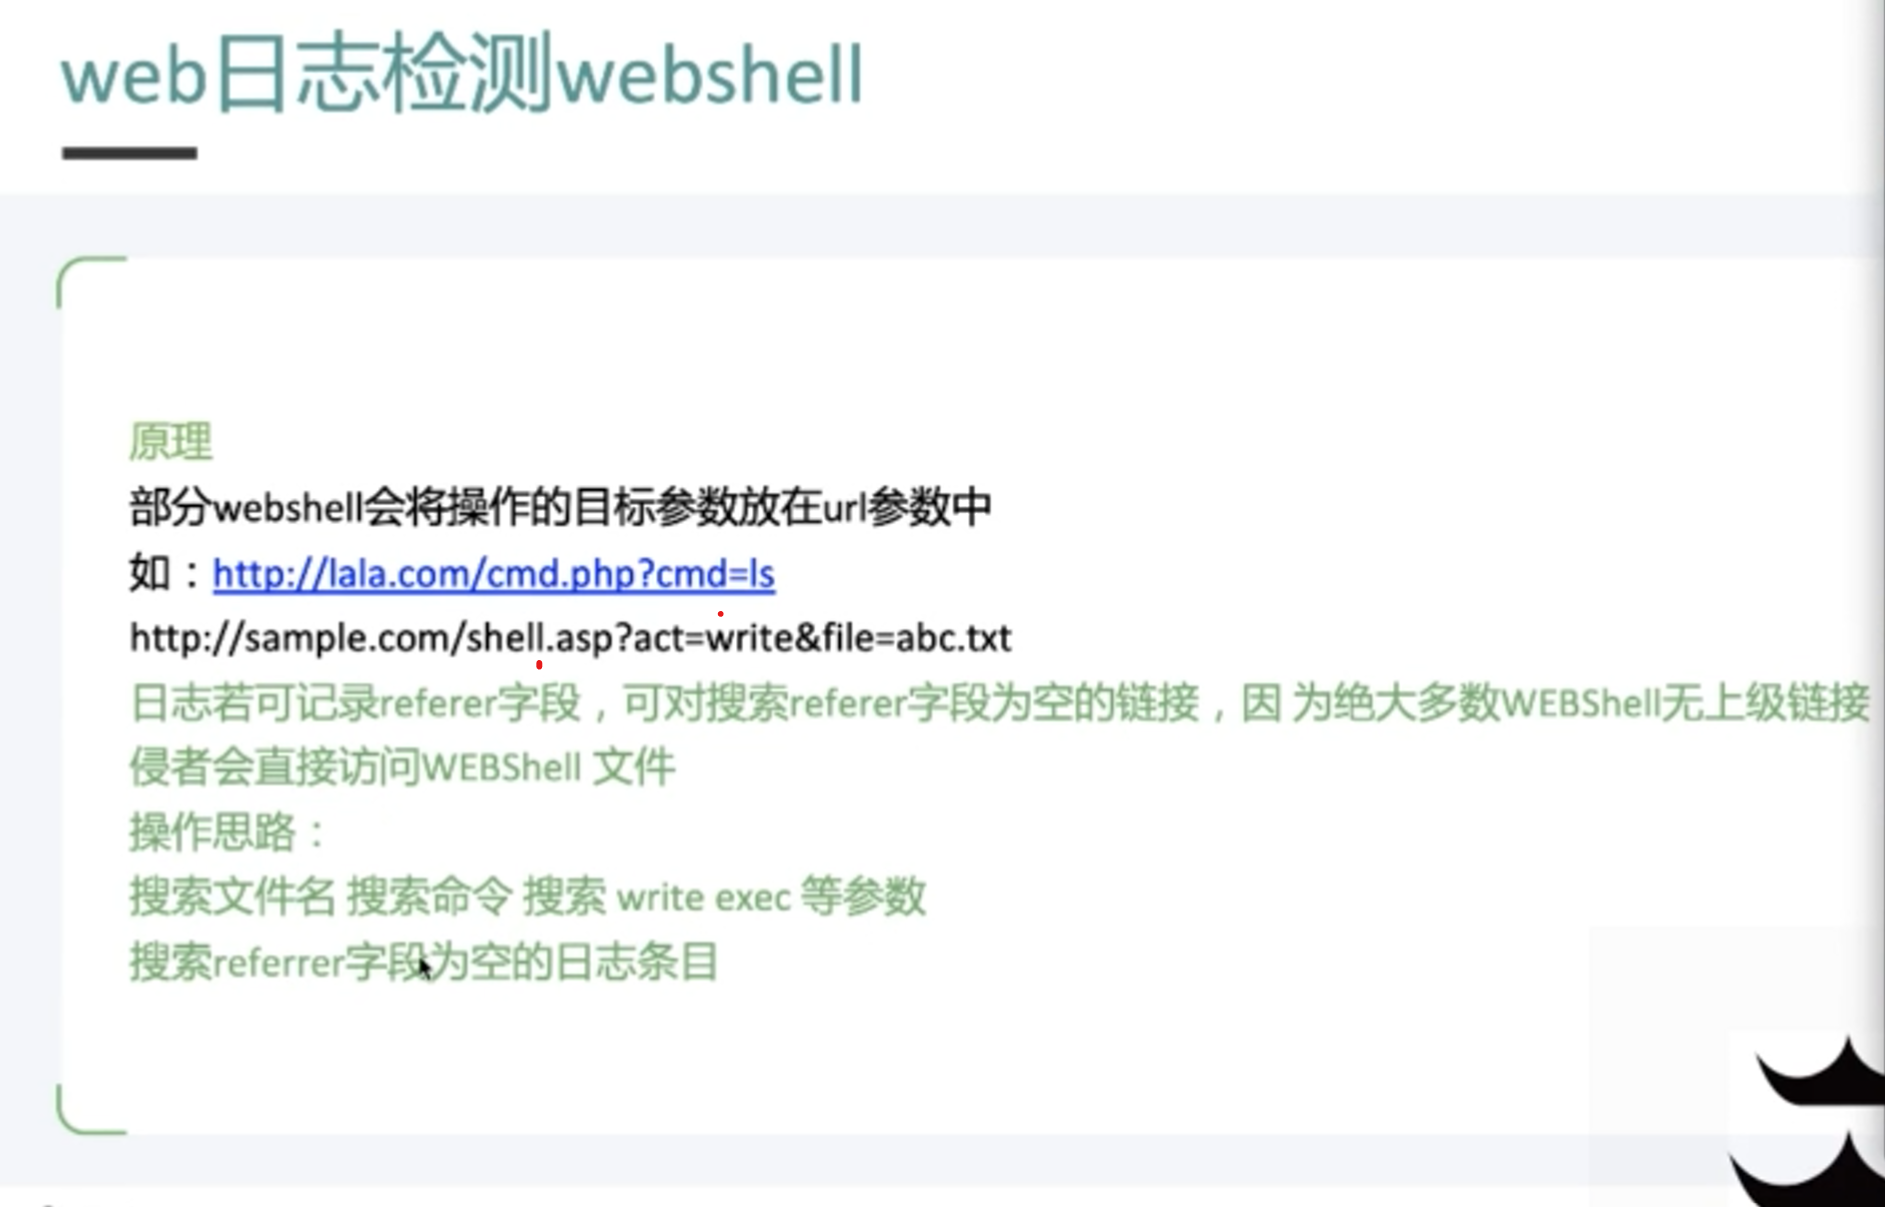 web日志检测webshell
原理
部分webshell会将操作的目标参数放在url参数中
如：http://lala.com/cmd.php?cmd=ls
http://sample.com/shell.asp?act=write&file=abc.txt
日志若可记录referer字段，可对搜索referer字段为空的链接，因 为绝大多数WEBShell无上级链接
侵者会直接访问WEBShell 文件
操作思路：
搜索文件名 搜索命令 搜索 write exec 等参数
搜索referrer字段为空的日志条目